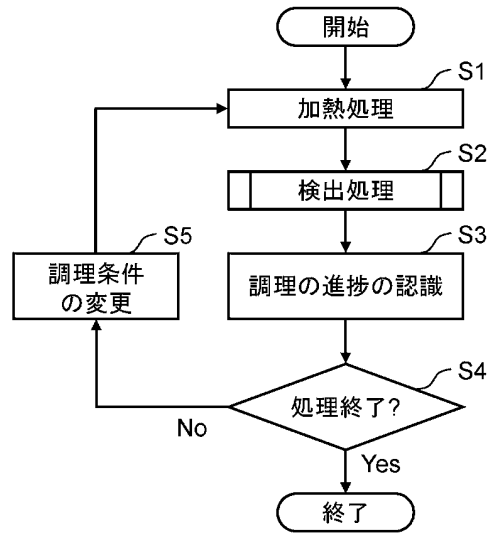 開始
S1
加熱処理
S2
検出処理
S3
調理の進捗の認識
S5
調理条件
の変更
S4
処理終了?
No
Yes
終了